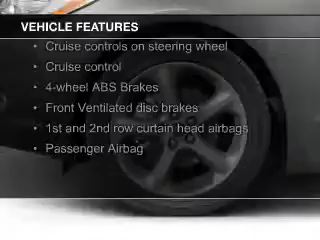 VEHICLE FEATURES
• Cruise controls on steering wheel
• Cruise control
• 4-wheel ABS Brakes
• Front Ventilated disc brakes
• 1st and 2nd row curtain head airbags
• Passenger Airbag